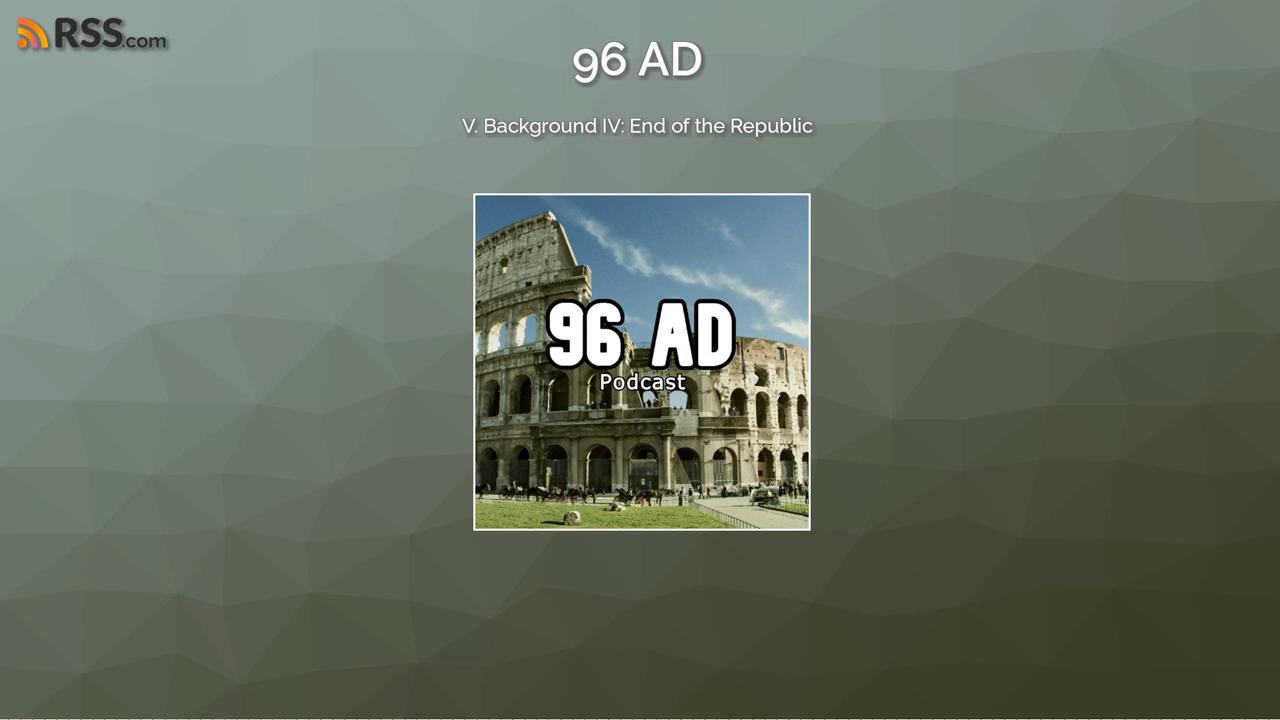 RSS.com
96 AD
V. Background IV: End of the Republic
96 AD
Podcast